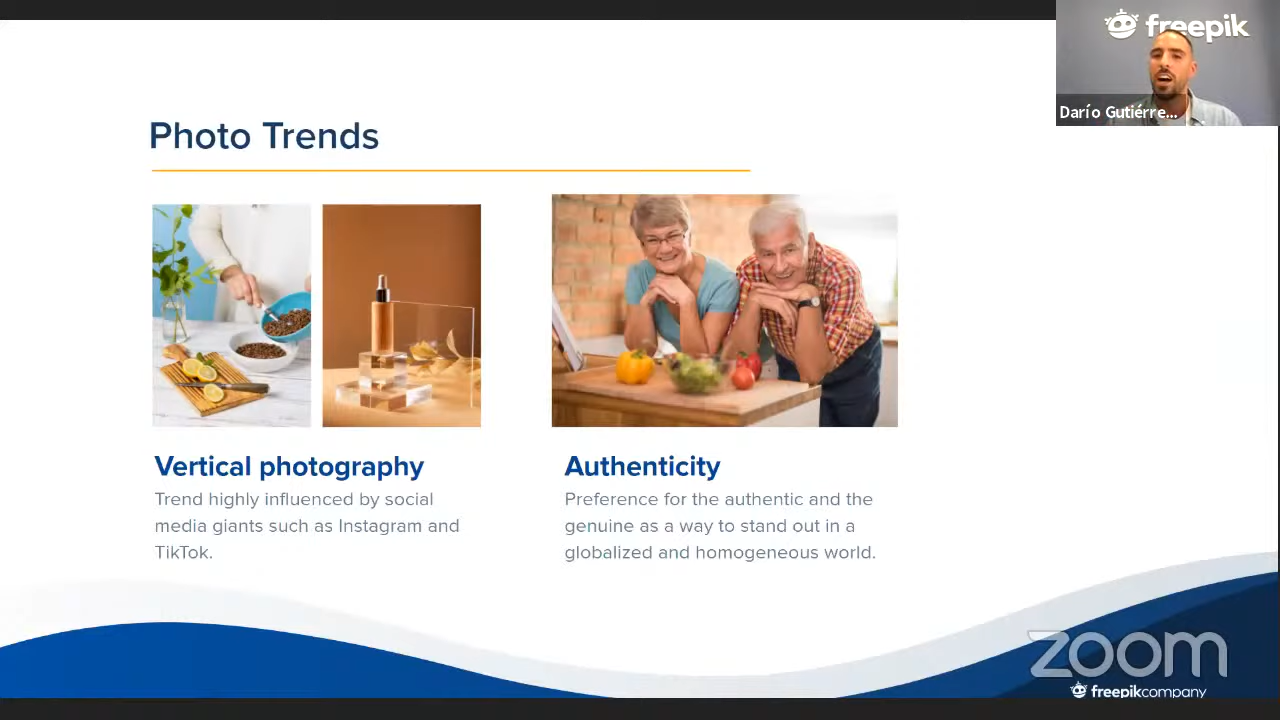 freepik
Darío Gutiérre...
Photo Trends
Vertical photography
Trend highly influenced by social
media giants such as Instagram and
TikTok.
Authenticity
Preference for the authentic and the
genuine as a way to stand out in a
globalized and homogeneous world.
zoom
freepikcompany